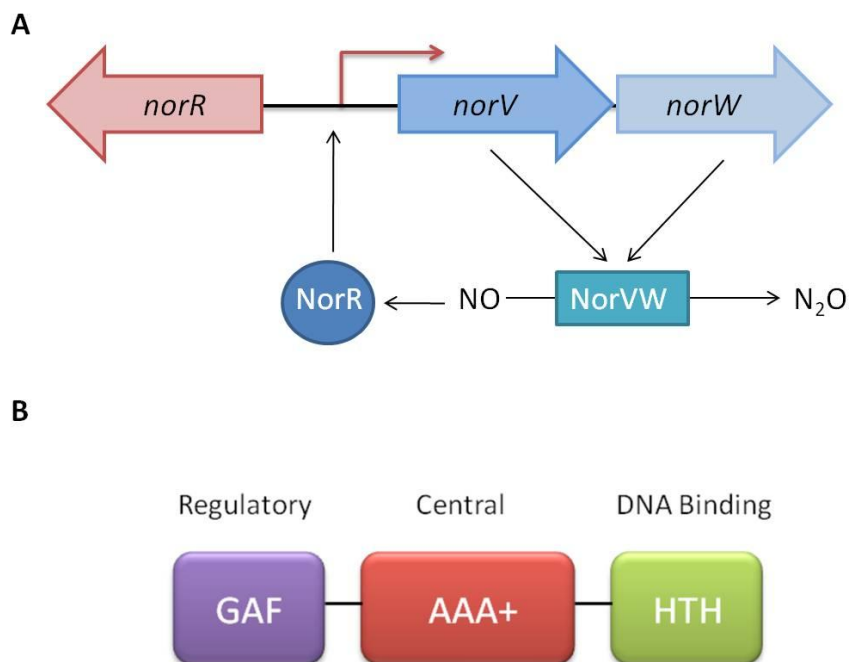 A
norR norV norW
NorR NO NorVW N₂O
B
Regulatory Central DNA Binding
GAF AAA+ HTH